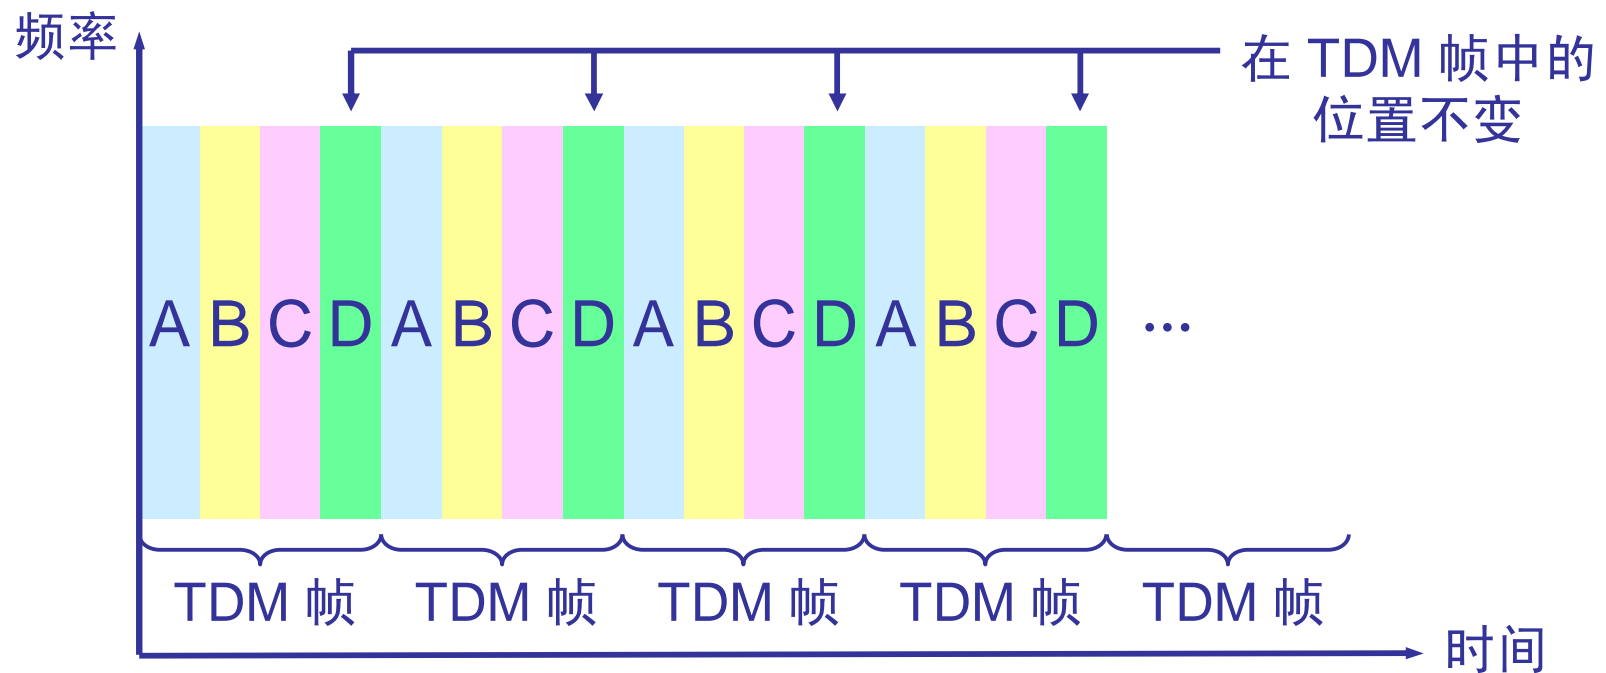 频率
在 TDM 帧中的
位置不变
A B C D A B C D A B C D A B C D …
TDM 帧 TDM 帧 TDM 帧 TDM 帧 TDM 帧
时间